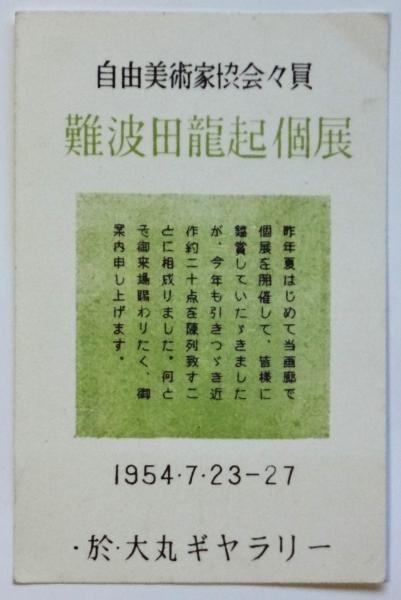 自由美術家協会々員
難波田龍起個展
昨年夏はじめて当画廊で
個展を開催して、皆様に
鑑賞していたゞきました
が、今年も引きつゞき近
作約二十点を陳列致すこ
とに相成りました。何と
ぞ御来場賜わりたく、御
案内申し上げます。
1954・7・23-27
・於・大丸ギヤラリー